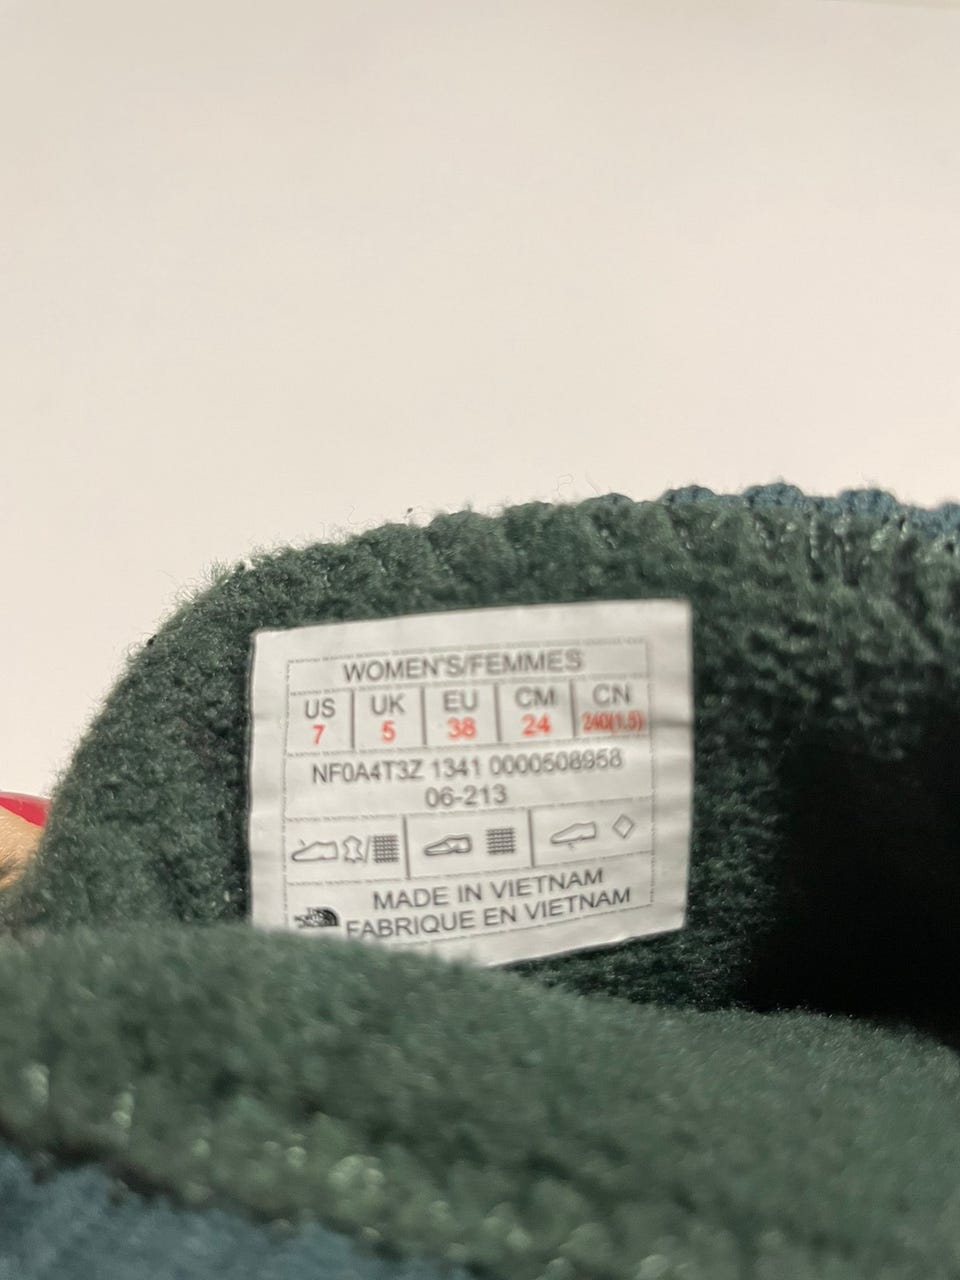 WOMEN'S/FEMMES
US UK EU CM CN
7 5 38 24 240(1.5)
NF0A4T3Z 1341 0000508958
06-213
MADE IN VIETNAM
FABRIQUE EN VIETNAM